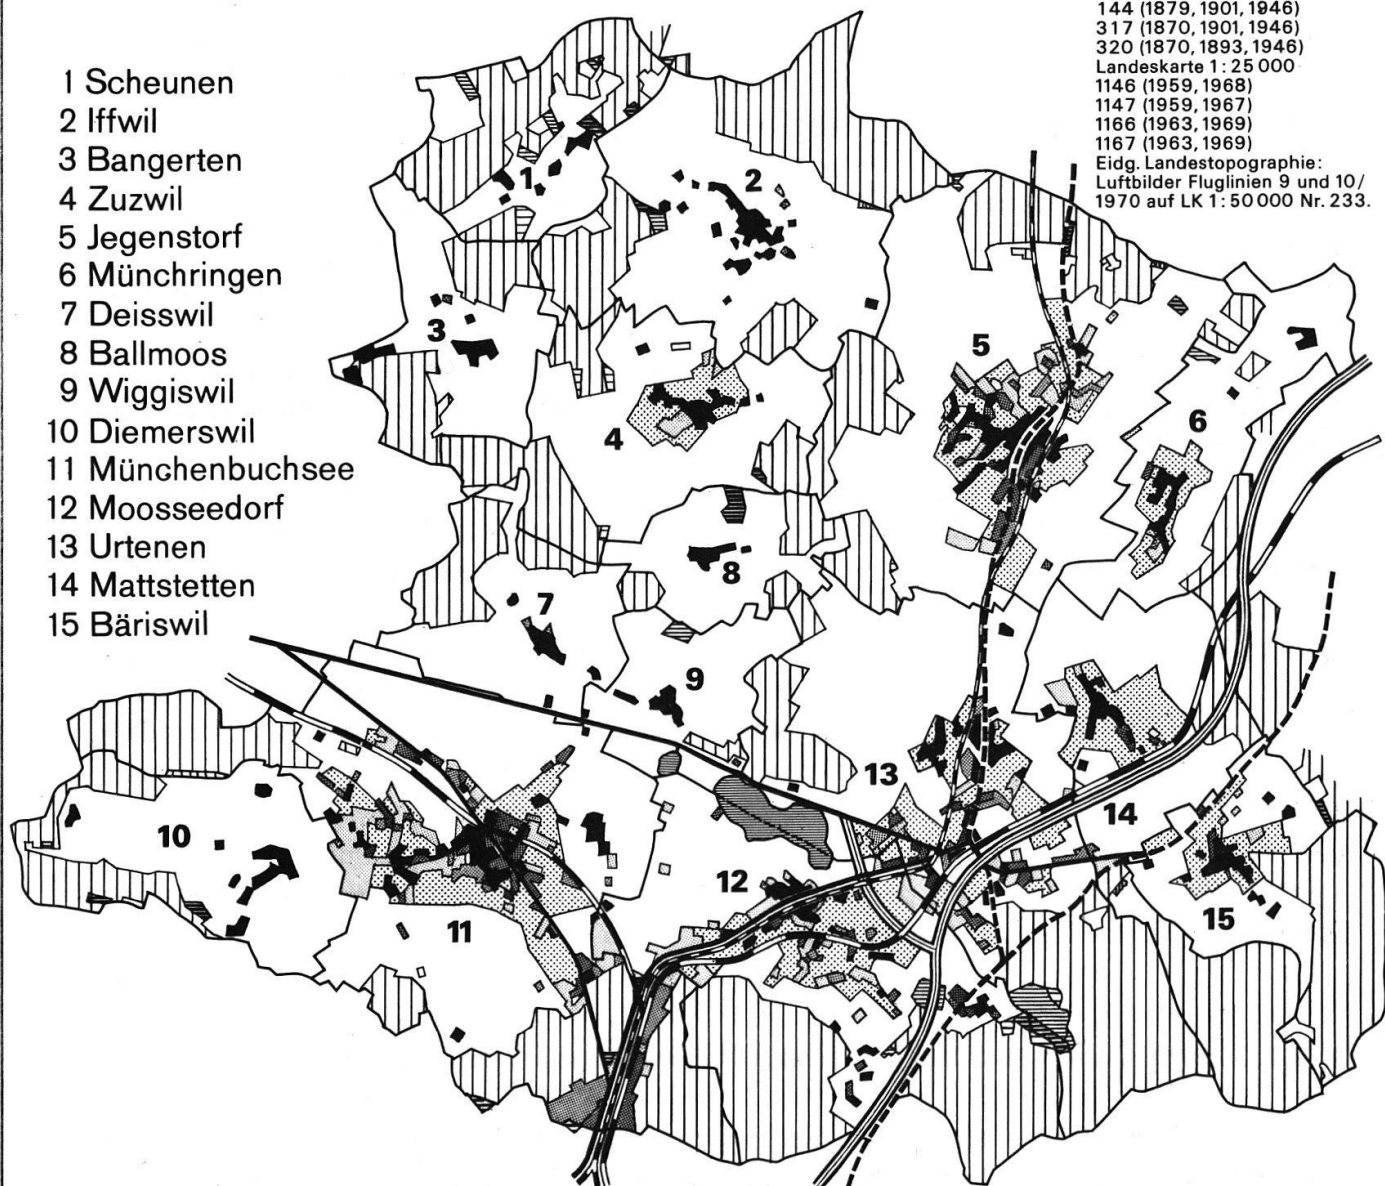 144 (1879, 1901, 1946)
317 (1870, 1901, 1946)
320 (1870, 1893, 1946)
Landeskarte 1 : 25 000
1146 (1959, 1968)
1147 (1959, 1967)
1166 (1963, 1969)
1167 (1963, 1969)
Eidg. Landestopographie:
Luftbilder Fluglinien 9 und 10/
1970 auf LK 1 : 50 000 Nr. 233.
1 Scheunen
2 Iffwil
3 Bangerten
4 Zuzwil
5 Jegenstorf
6 Münchringen
7 Deisswil
8 Ballmoos
9 Wiggiswil
10 Diemerswil
11 Münchenbuchsee
12 Moosseedorf
13 Urtenen
14 Mattstetten
15 Bäriswil
1
2
3
5
4
6
8
7
9
13
14
10
12
15
11